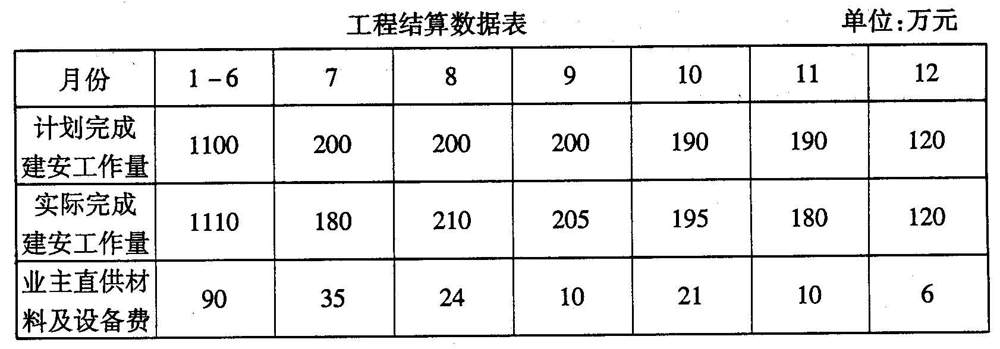 工程结算数据表 单位:万元
月份 1-6 7 8 9 10 11 12
计划完成
建安工作量 1100 200 200 200 190 190 120
实际完成
建安工作量 1110 180 210 205 195 180 120
业主直供材
料及设备费 90 35 24 10 21 10 6